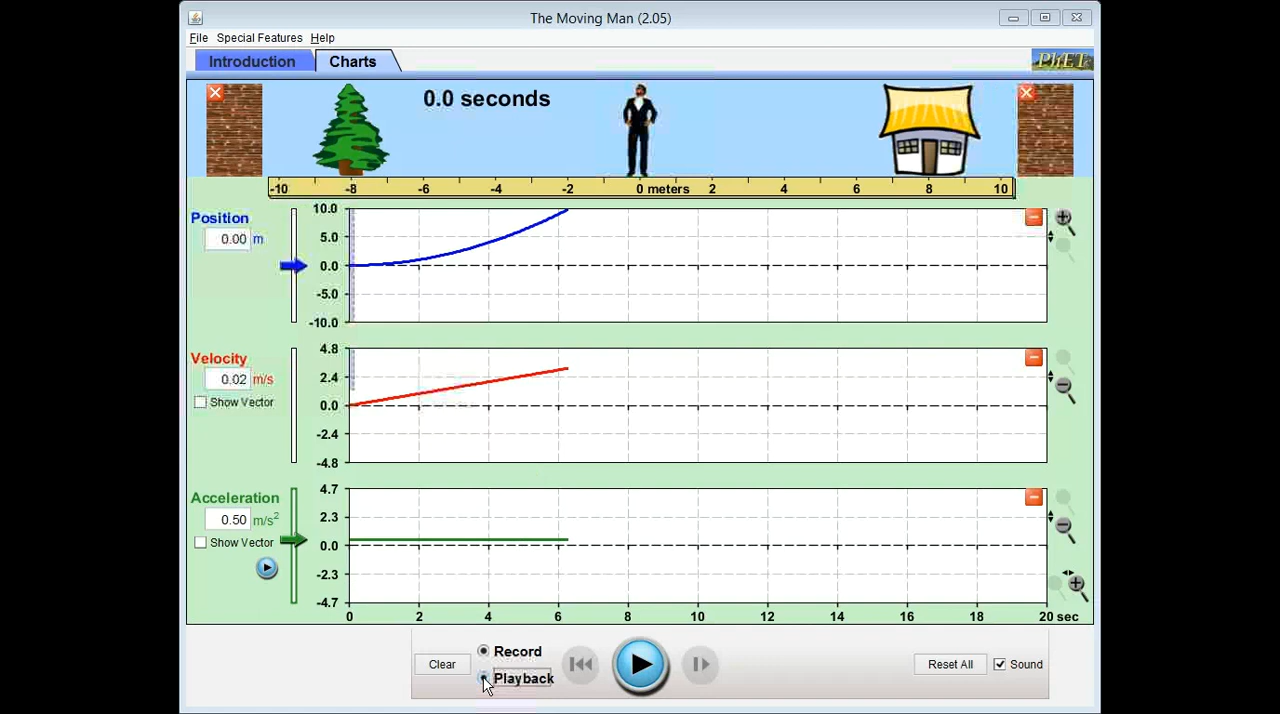 The Moving Man (2.05)
File Special Features Help
Introduction Charts PhET
0.0 seconds
-10 -8 -6 -4 -2 0 meters 2 4 6 8 10
Position
0.00 m
10.0
5.0
0.0
-5.0
-10.0
Velocity
0.02 m/s
Show Vector
4.8
2.4
0.0
-2.4
-4.8
Acceleration
0.50 m/s²
Show Vector
4.7
2.3
0.0
-2.3
-4.7
0 2 4 6 8 10 12 14 16 18 20 sec
Clear
Record
Playback
Reset All
Sound